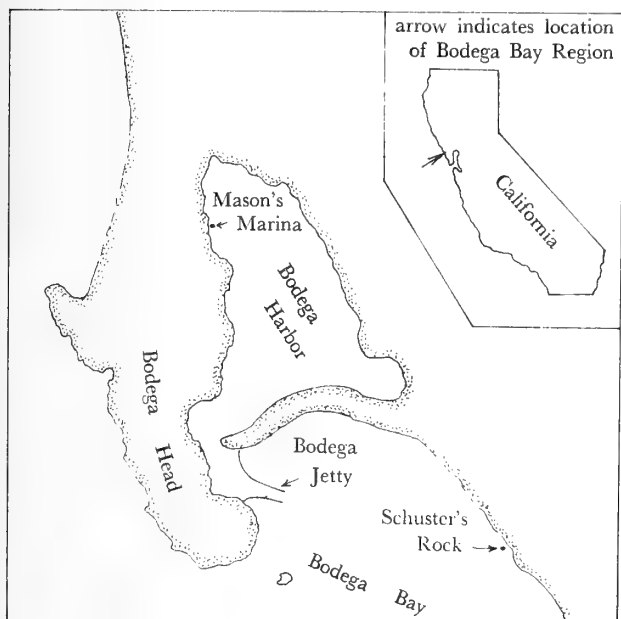 arrow indicates location
of Bodega Bay Region
California
Mason's
Marina
Bodega
Harbor
Bodega
Head
Bodega
Jetty
Schuster's
Rock
Bodega Bay